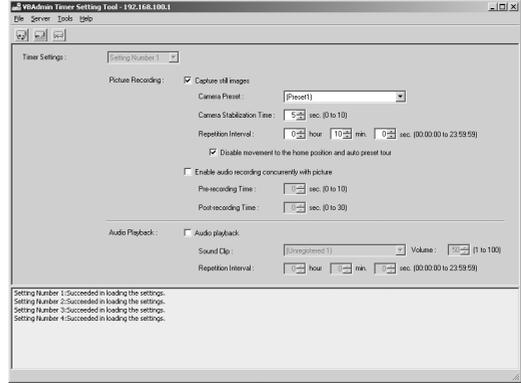 VBAdmin Timer Setting Tool - 192.168.100.1
File Server Tools Help
Timer Settings : Setting Number 1
Picture Recording : Capture still images
Camera Preset : (Preset1)
Camera Stabilization Time : 5 sec. (0 to 10)
Repetition Interval : 0 hour 10 min. 0 sec. (00:00:00 to 23:59:59)
Disable movement to the home position and auto preset tour
Enable audio recording concurrently with picture
Pre-recording Time : 0 sec. (0 to 10)
Post-recording Time : 0 sec. (0 to 30)
Audio Playback : Audio playback
Sound Clip : (Unregistered 1) Volume : 50 (1 to 100)
Repetition Interval : 0 hour 0 min. 0 sec. (00:00:00 to 23:59:59)
Setting Number 1:Succeeded in loading the settings.
Setting Number 2:Succeeded in loading the settings.
Setting Number 3:Succeeded in loading the settings.
Setting Number 4:Succeeded in loading the settings.